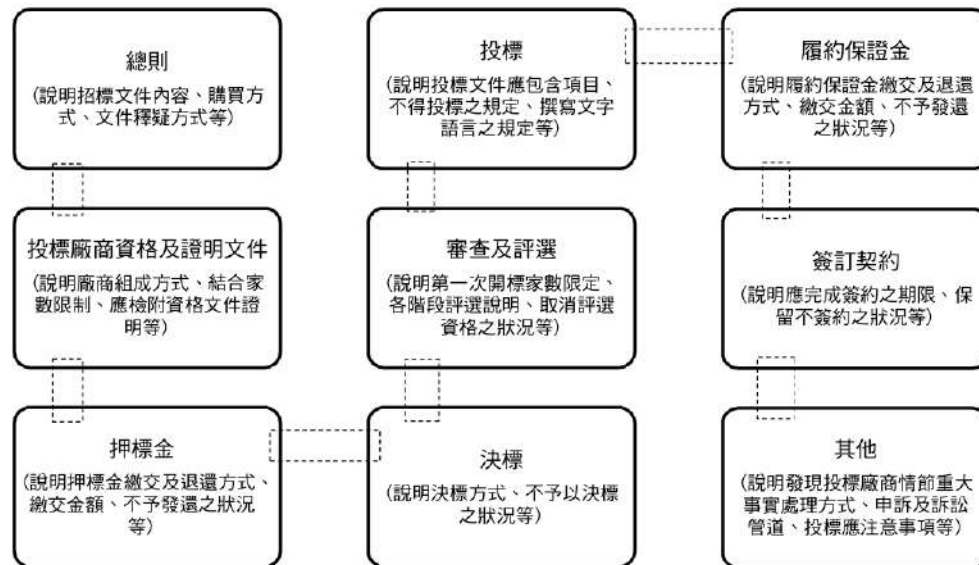 總則
(說明招標文件內容、購買方
式、文件釋疑方式等)
投標廠商資格及證明文件
(說明廠商組成方式、結合家
數限制、應檢附資格文件證
明等)
押標金
(說明押標金繳交及退還方式、
繳交金額、不予發還之狀況
等)
投標
(說明投標文件應包含項目、
不得投標之規定、撰寫文字
語言之規定等)
審查及評選
(說明第一次開標家數限定、
各階段評選說明、取消評選
資格之狀況等)
決標
(說明決標方式、不予以決標
之狀況等)
履約保證金
(說明履約保證金繳交及退還
方式、繳交金額、不予發還
之狀況等)
簽訂契約
(說明應完成簽約之期限、保
留不簽約之狀況等)
其他
(說明發現投標廠商情節重大
事實處理方式、申訴及訴訟
管道、投標應注意事項等)